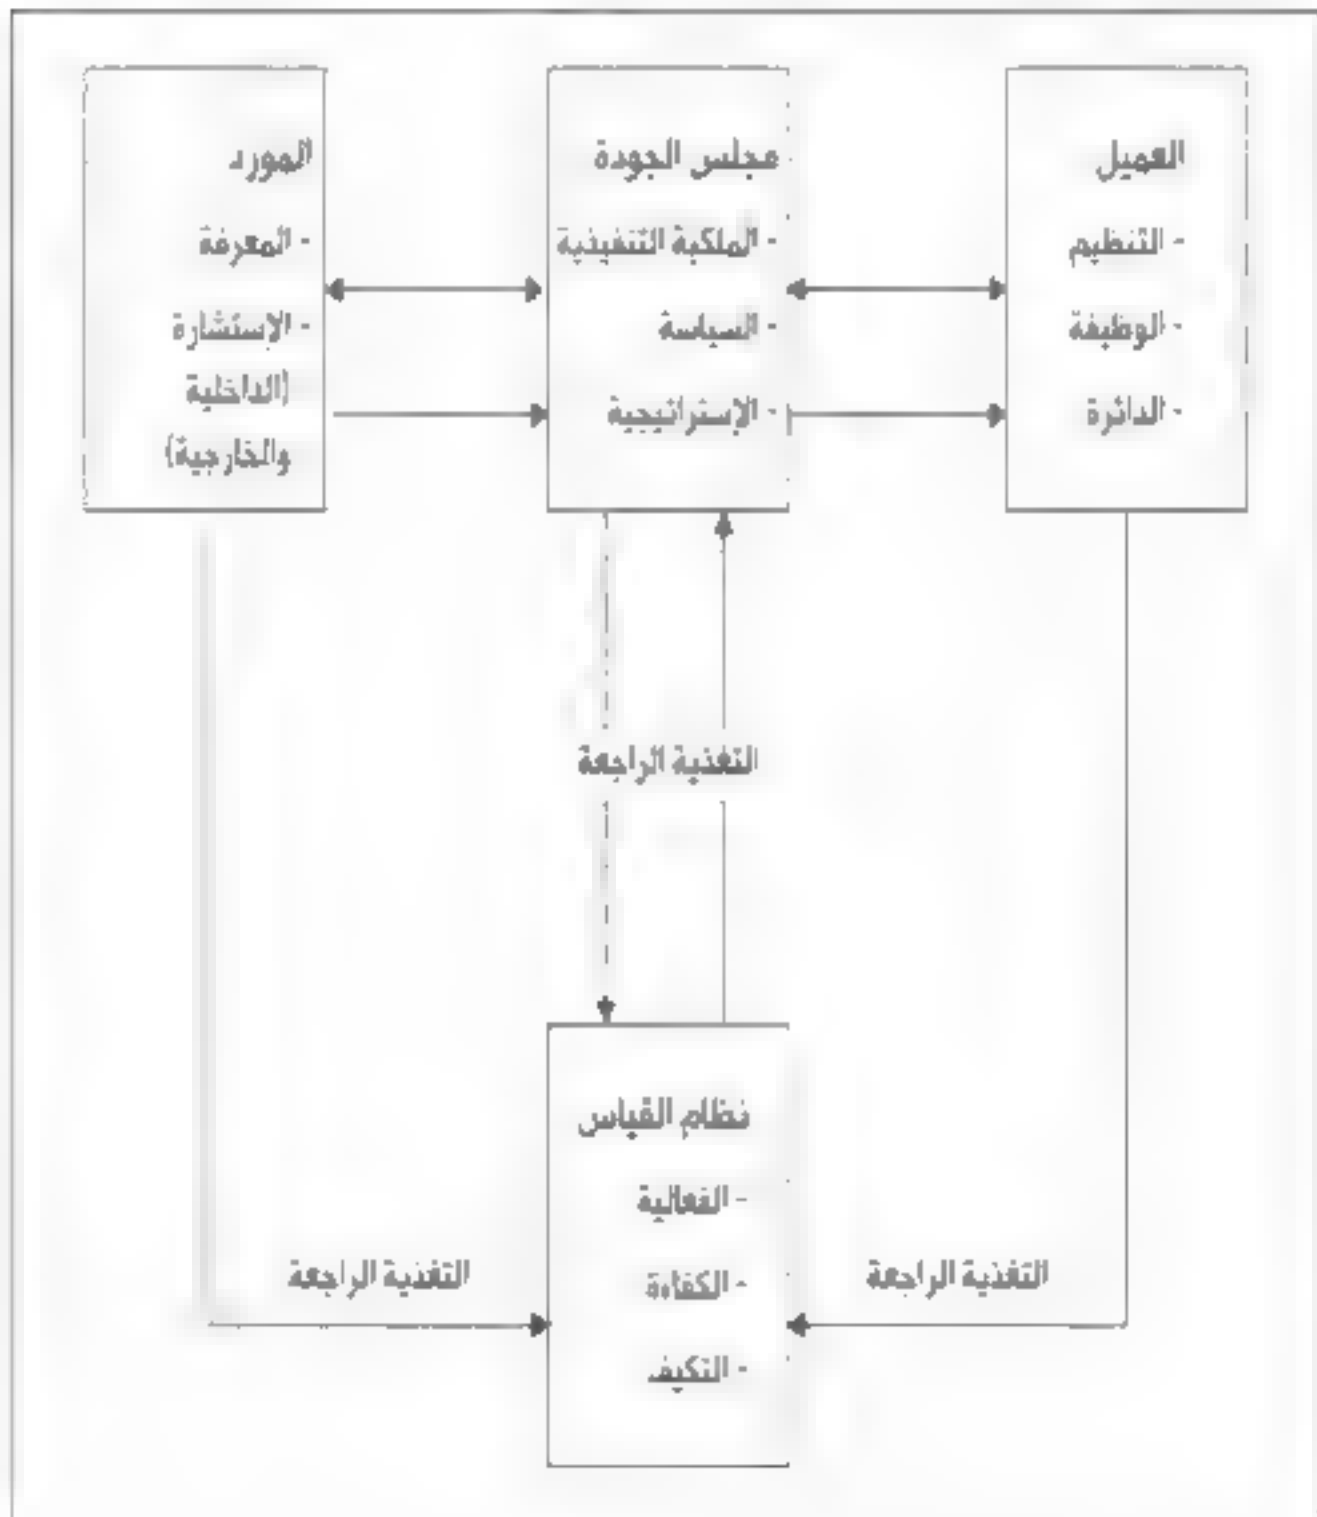 العميل
- التنظيم
- الوظيفة
- الدائرة
مجلس الجودة
- الملكية التنفيذية
- السياسة
- الإستراتيجية
المورد
- المعرفة
- الإستشارة
(الداخلية
والخارجية)
التغذية الراجعة
نظام القياس
- الفعالية
- الكفاءة
- التكيف
التغذية الراجعة
التغذية الراجعة